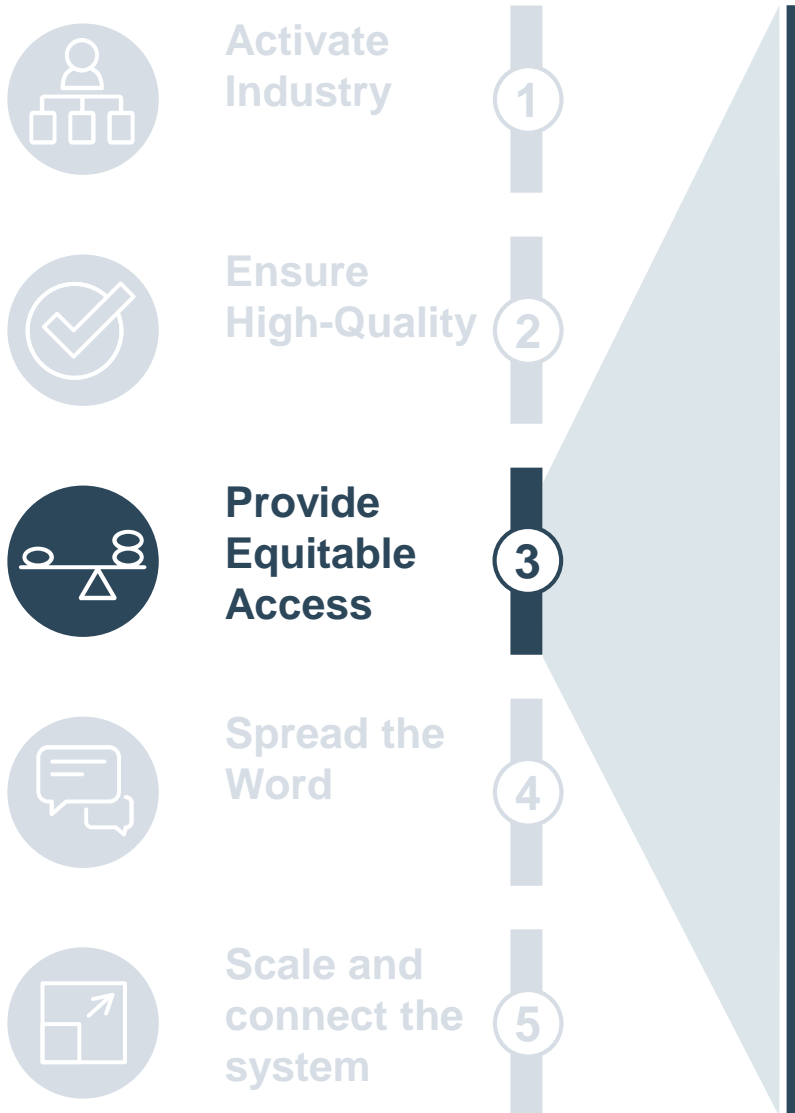 Activate
Industry
1
Ensure
High-Quality
2
Provide
Equitable
Access
3
Spread the
Word
4
Scale and
connect the
system
5